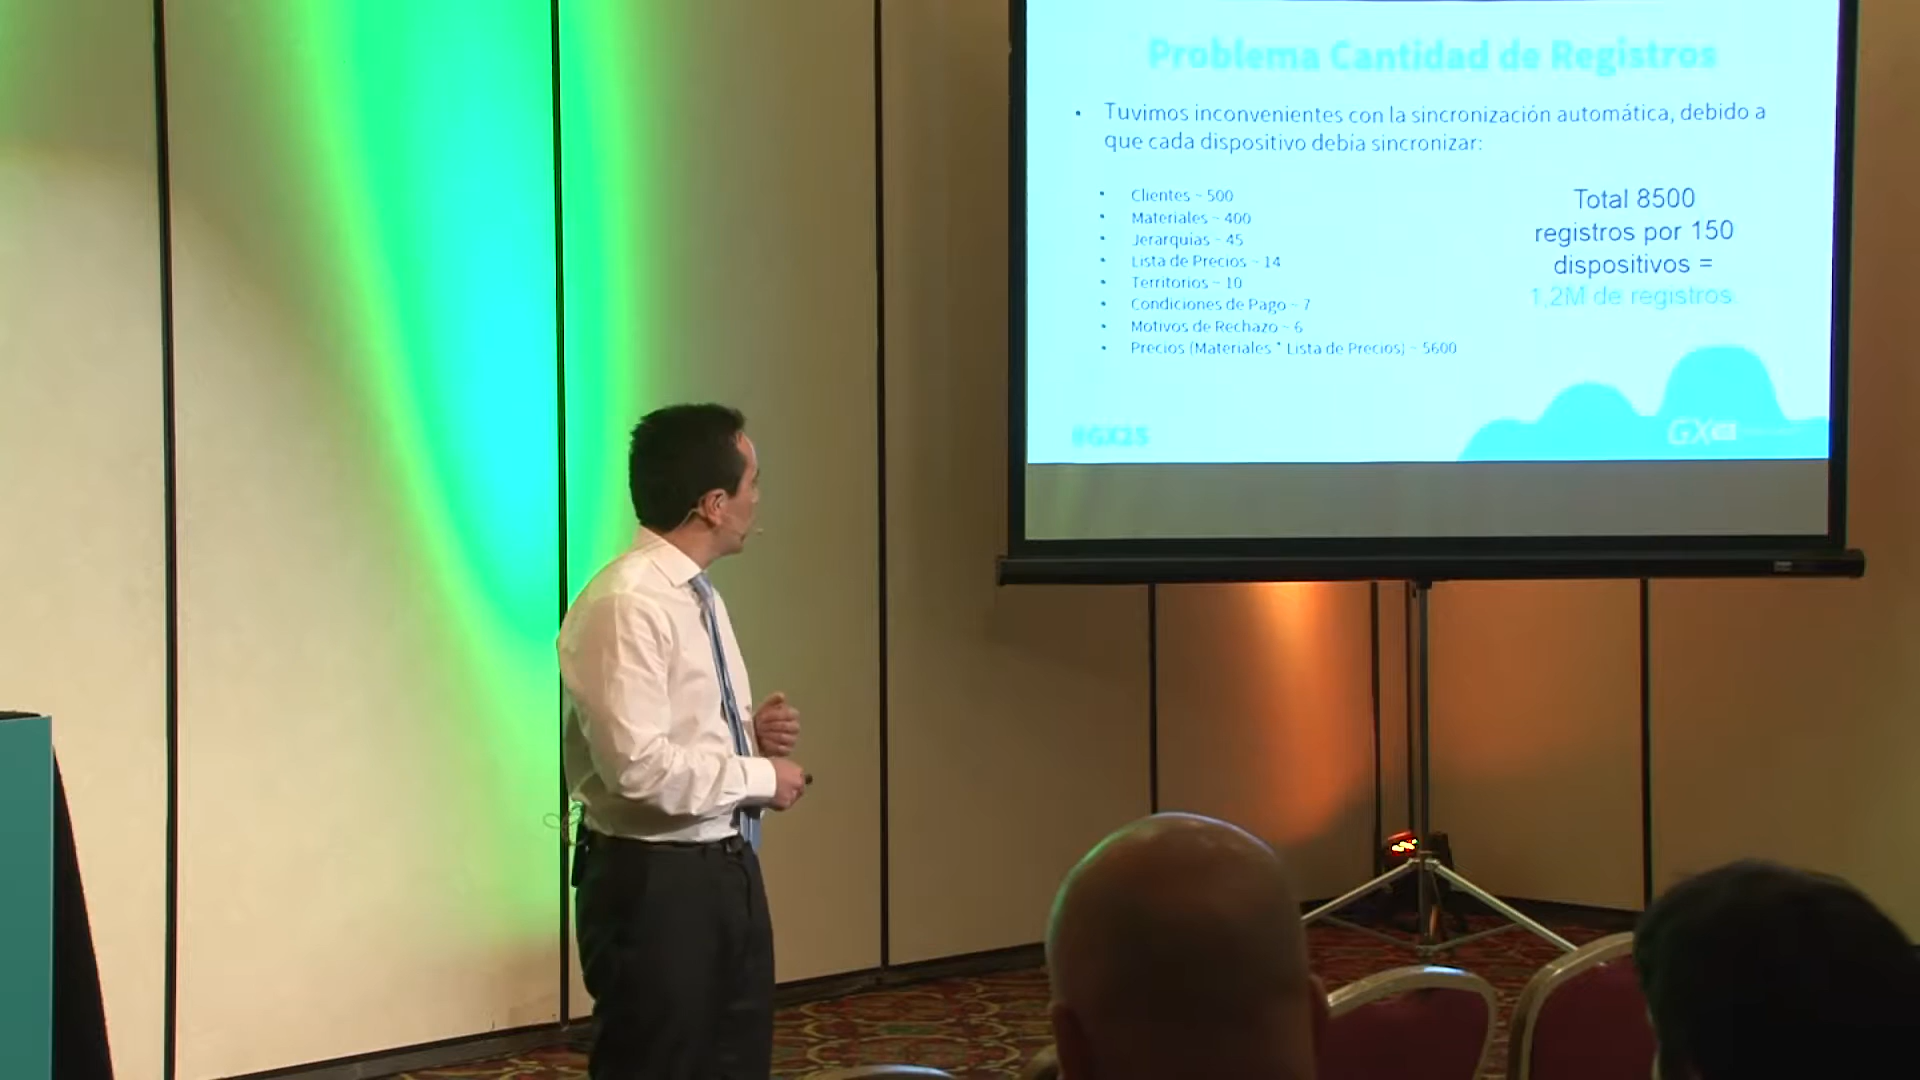 Problema Cantidad de Registros
• Tuvimos inconvenientes con la sincronización automática, debido a
que cada dispositivo debía sincronizar:
• Clientes ~ 500
• Materiales ~ 400
• Jerarquías ~ 45
• Lista de Precios ~ 14
• Territorios ~ 10
• Condiciones de Pago ~ 7
• Motivos de Rechazo ~ 6
• Precios (Materiales * Lista de Precios) ~ 5600
Total 8500
registros por 150
dispositivos =
1,2M de registros
#GX25
GX